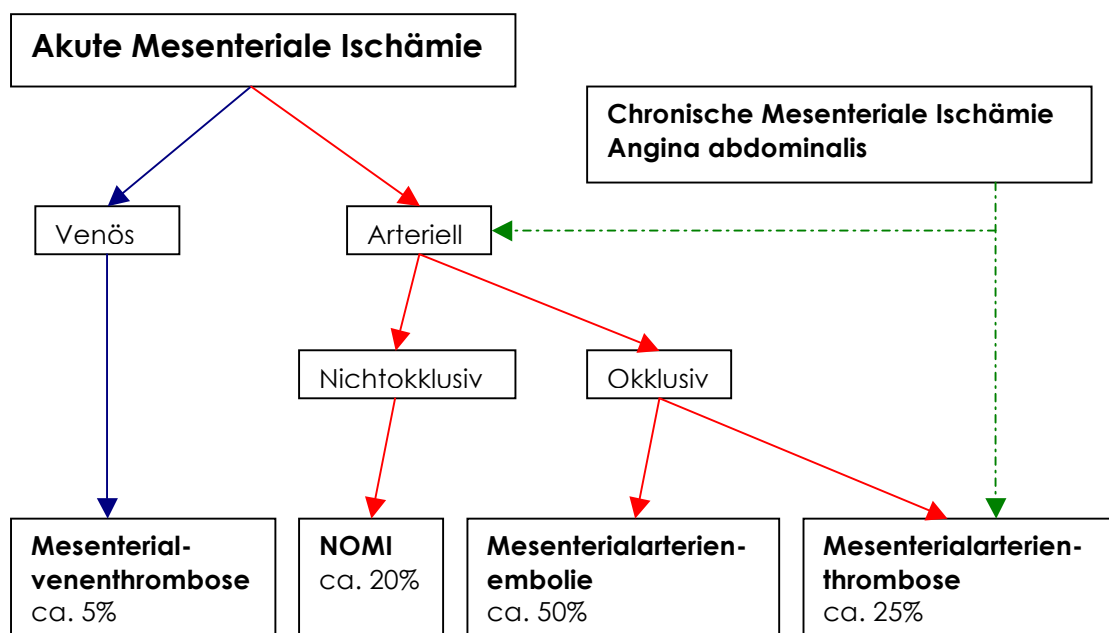 Akute Mesenteriale Ischämie
Chronische Mesenteriale Ischämie
Angina abdominalis
Venös
Arteriell
Nichtokklusiv
Okklusiv
Mesenterial-
venenthrombose
ca. 5%
NOMI
ca. 20%
Mesenterialarterien-
embolie
ca. 50%
Mesenterialarterien-
thrombose
ca. 25%